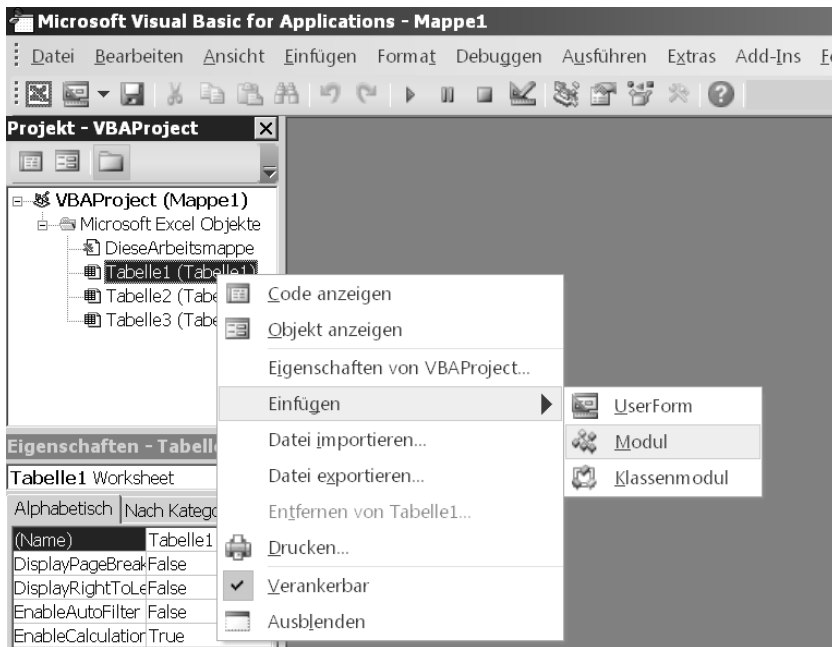 Microsoft Visual Basic for Applications - Mappe1
Datei Bearbeiten Ansicht Einfügen Format Debuggen Ausführen Extras Add-Ins
Projekt - VBAProject
VBAProject (Mappe1)
Microsoft Excel Objekte
DieseArbeitsmappe
Tabelle1 (Tabelle1)
Tabelle2
Tabelle3
Code anzeigen
Objekt anzeigen
Eigenschaften von VBAProject...
Einfügen
Datei importieren...
Datei exportieren...
Entfernen von Tabelle1...
Drucken...
Verankerbar
Ausblenden
UserForm
Modul
Klassenmodul
Eigenschaften -
Tabelle1 Worksheet
Alphabetisch Nach
(Name) Tabelle1
DisplayPageBreak False
DisplayRightToLe False
EnableAutoFilter False
EnableCalculation True